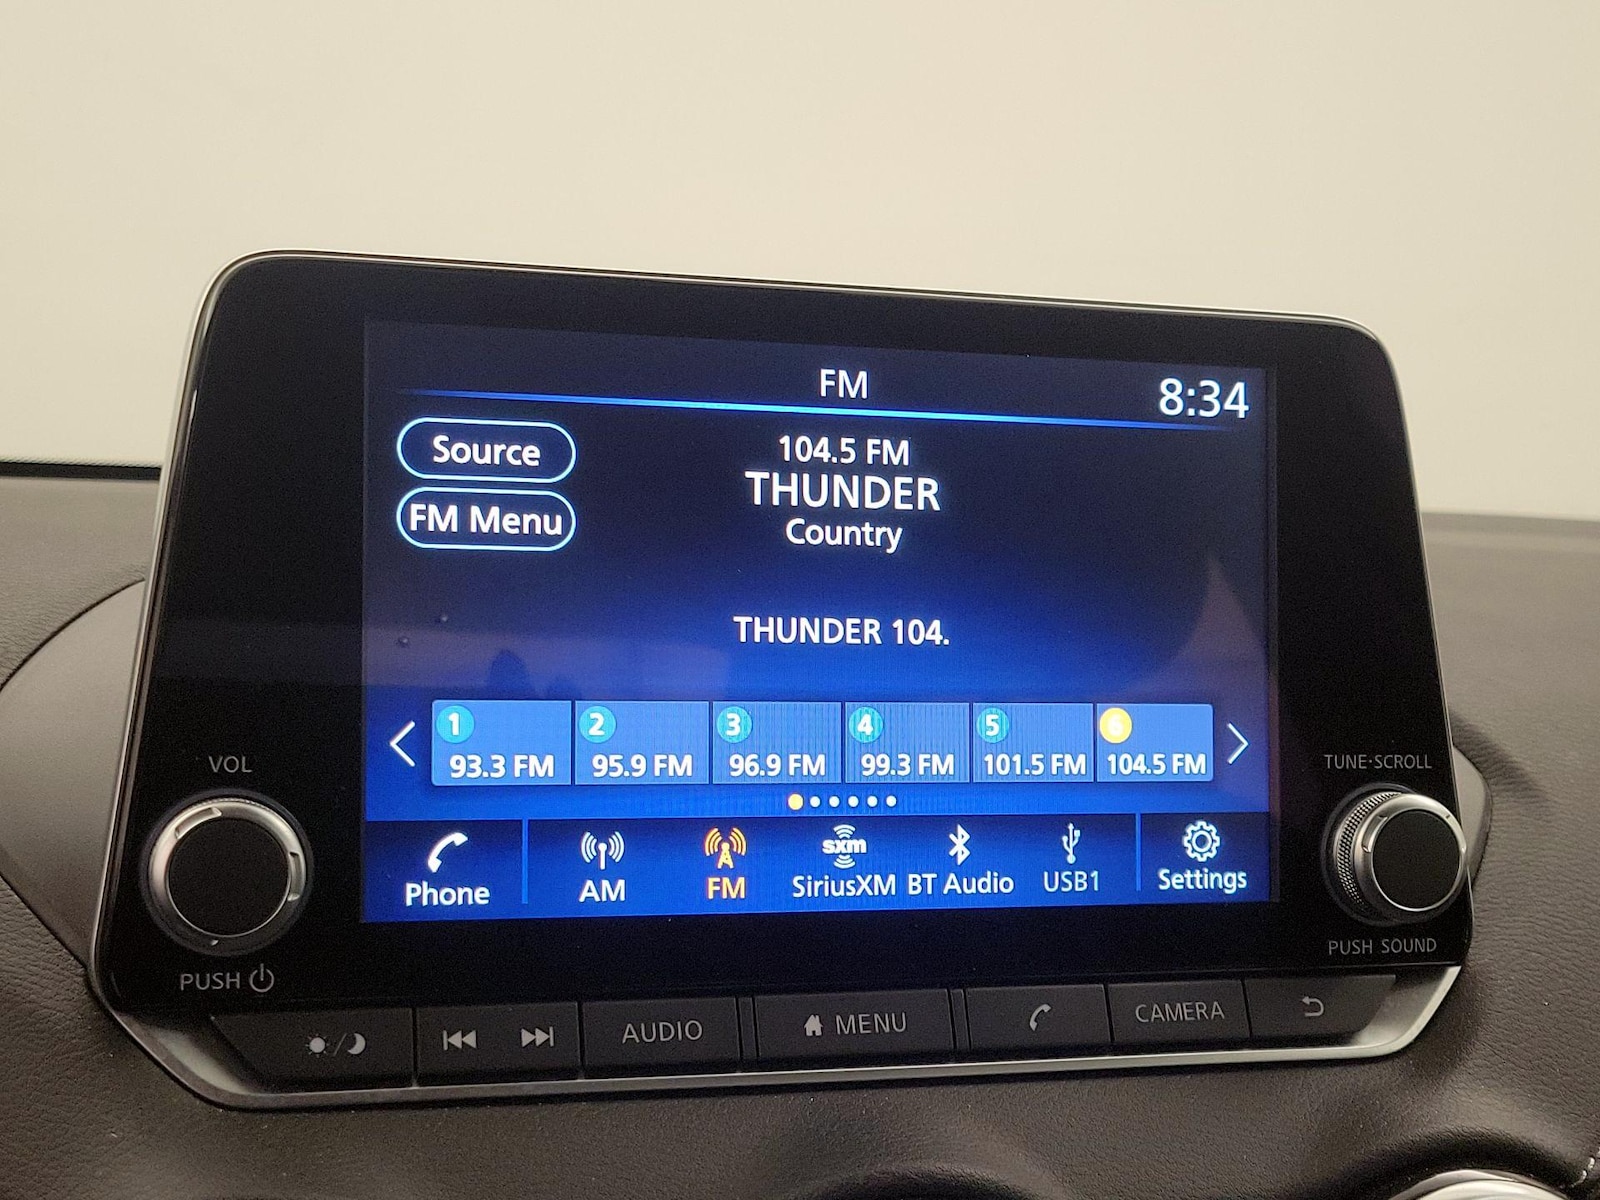 FM
8:34
Source
FM Menu
104.5 FM
THUNDER
Country
THUNDER 104.
1 2 3 4 5 6
93.3 FM 95.9 FM 96.9 FM 99.3 FM 101.5 FM 104.5 FM
sxm
Phone AM FM SiriusXM BT Audio USB1 Settings
VOL
PUSH
TUNE·SCROLL
PUSH SOUND
AUDIO MENU CAMERA